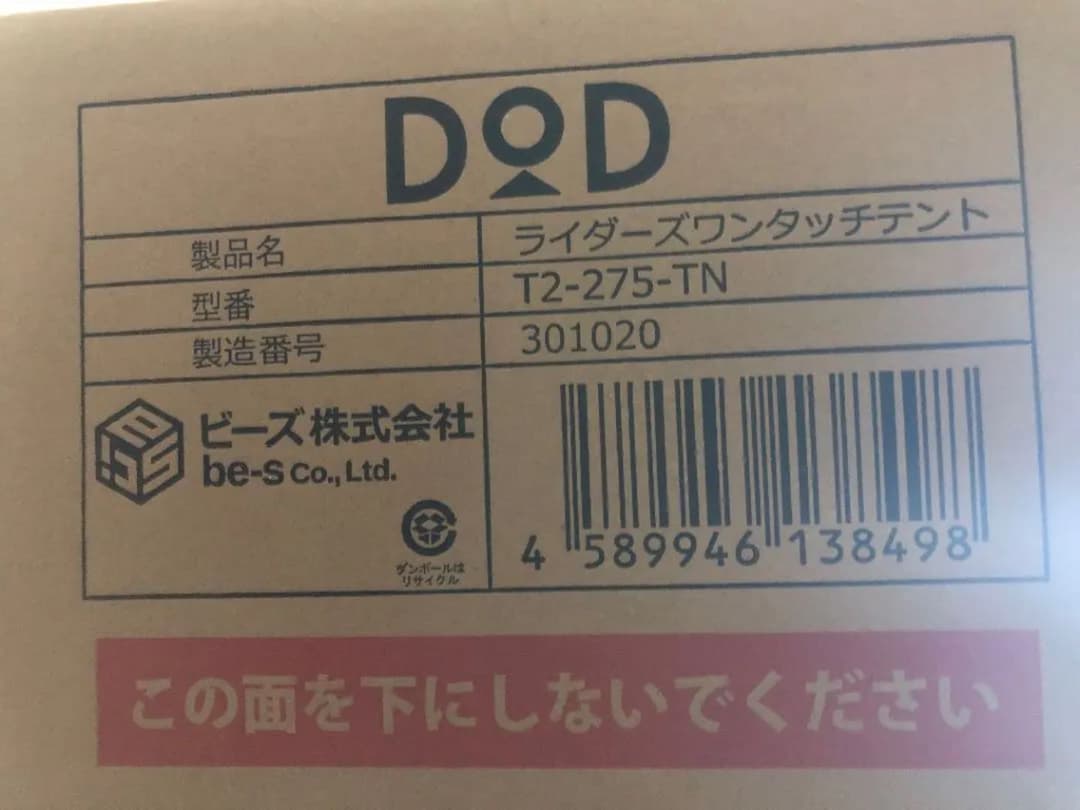 DOD
製品名 ライダーズワンタッチテント
型番 T2-275-TN
製造番号 301020
ビーズ株式会社
be-s Co., Ltd.
ダンボールは
リサイクル
4 589946 138498
この面を下にしないでください